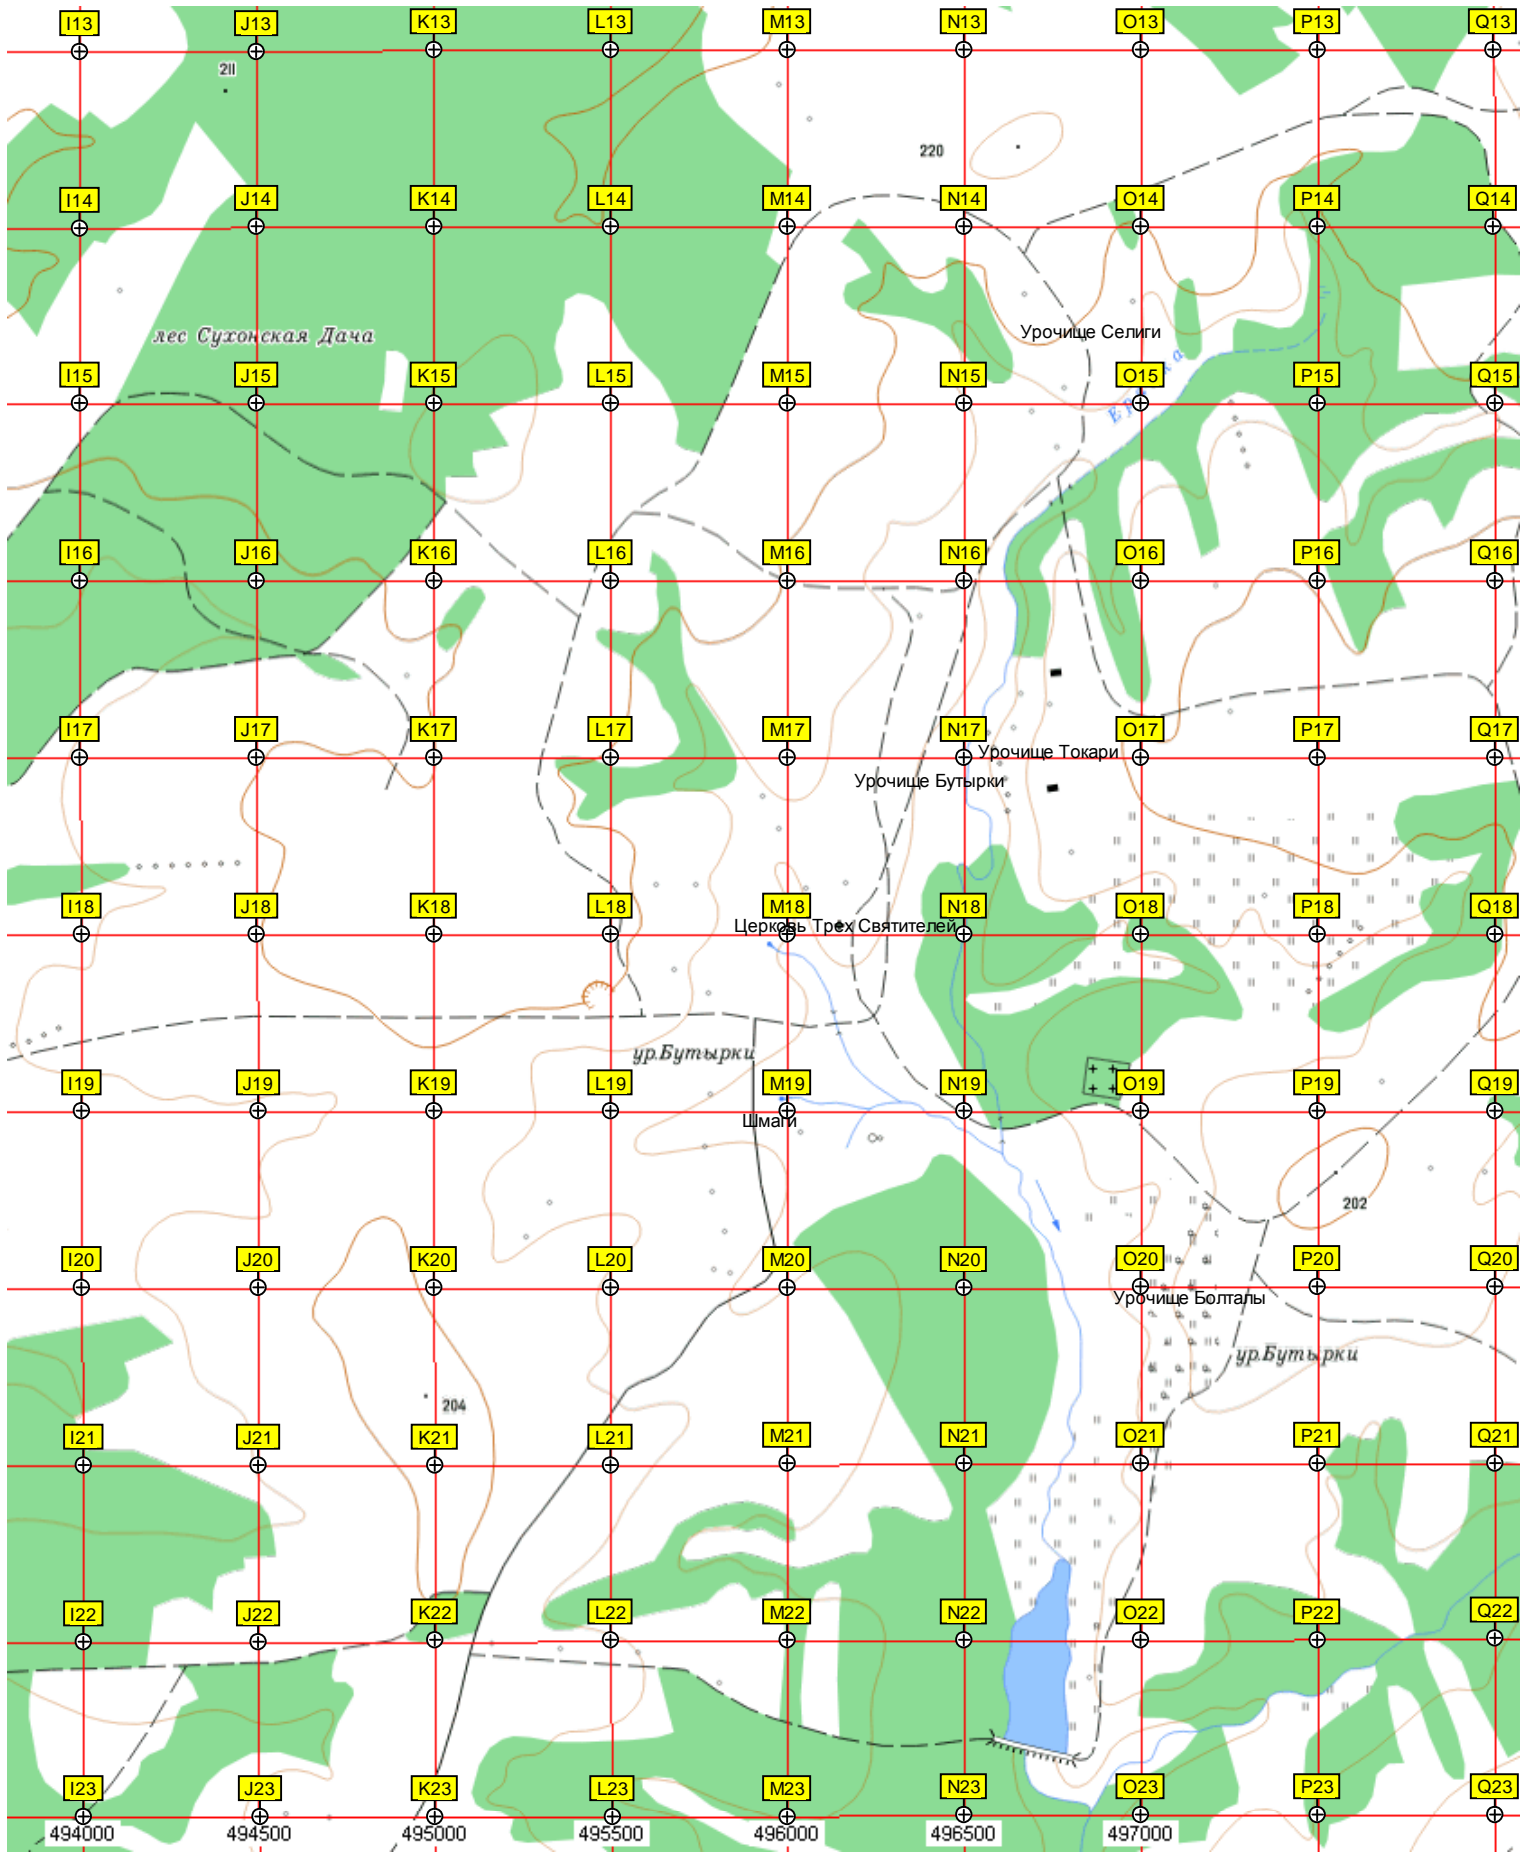 I13 J13 K13 L13 M13 N13 O13 P13 Q13
211
220
I14 J14 K14 L14 M14 N14 O14 P14 Q14
лес Сухонская Дача
Урочище Селиги
I15 J15 K15 L15 M15 N15 O15 P15 Q15
I16 J16 K16 L16 M16 N16 O16 P16 Q16
I17 J17 K17 L17 M17 N17 O17 P17 Q17
Урочище Токари
Урочище Бутырки
I18 J18 K18 L18 M18 N18 O18 P18 Q18
Церковь Трех Святителей
ур.Бутырки
I19 J19 K19 L19 M19 N19 O19 P19 Q19
Шмаги
202
I20 J20 K20 L20 M20 N20 O20 P20 Q20
Урочище Болталы
ур.Бутырки
204
I21 J21 K21 L21 M21 N21 O21 P21 Q21
I22 J22 K22 L22 M22 N22 O22 P22 Q22
I23 J23 K23 L23 M23 N23 O23 P23 Q23
494000 494500 495000 495500 496000 496500 497000